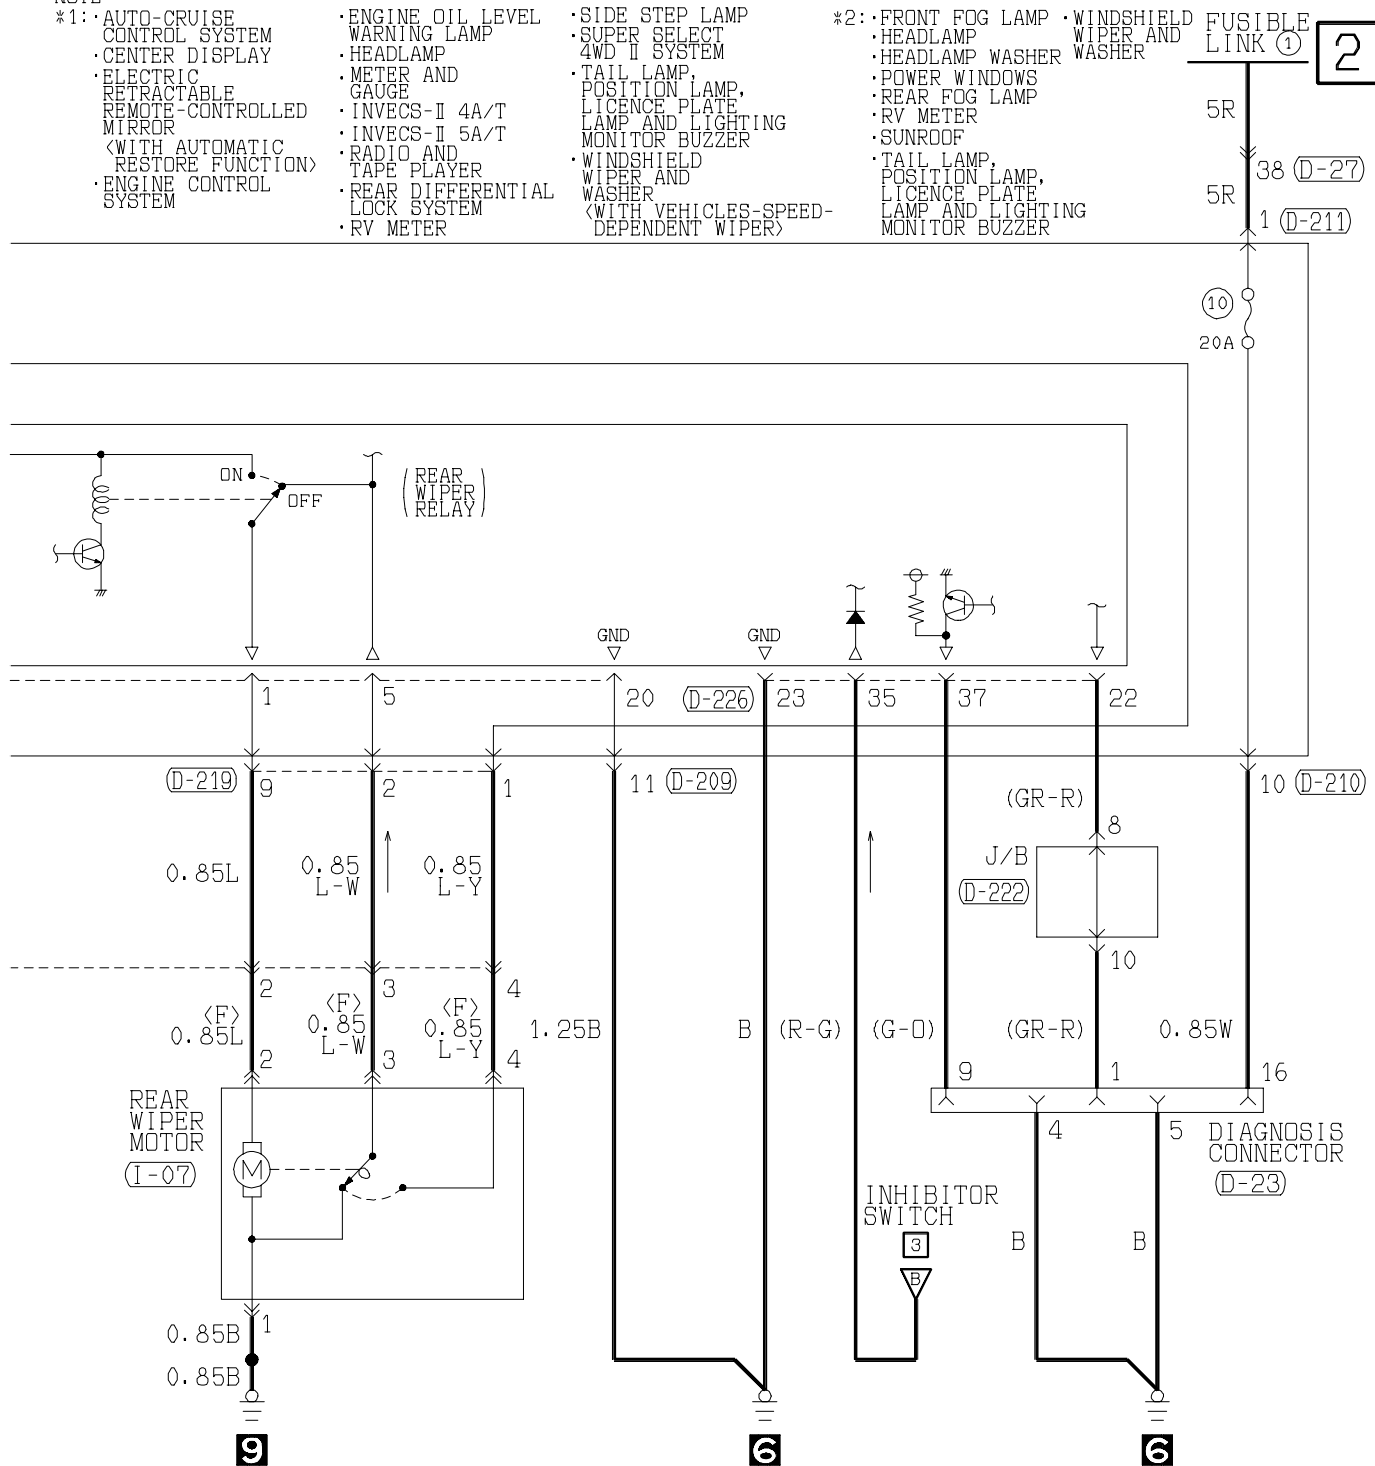 *1:·AUTO-CRUISE
CONTROL SYSTEM
·CENTER DISPLAY
·ELECTRIC
RETRACTABLE
REMOTE-CONTROLLED
MIRROR
<WITH AUTOMATIC
RESTORE FUNCTION>
·ENGINE CONTROL
SYSTEM
·ENGINE OIL LEVEL
WARNING LAMP
·HEADLAMP
·METER AND
GAUGE
·INVECS-Ⅱ 4A/T
·INVECS-Ⅱ 5A/T
·RADIO AND
TAPE PLAYER
·REAR DIFFERENTIAL
LOCK SYSTEM
·RV METER
·SIDE STEP LAMP
·SUPER SELECT
4WD Ⅱ SYSTEM
·TAIL LAMP,
POSITION LAMP,
LICENCE PLATE
LAMP AND LIGHTING
MONITOR BUZZER
·WINDSHIELD
WIPER AND
WASHER
<WITH VEHICLES-SPEED-
DEPENDENT WIPER>
*2:·FRONT FOG LAMP
·HEADLAMP
·HEADLAMP WASHER
·POWER WINDOWS
·REAR FOG LAMP
·RV METER
·SUNROOF
·TAIL LAMP,
POSITION LAMP,
LICENCE PLATE
LAMP AND LIGHTING
MONITOR BUZZER
·WINDSHIELD
WIPER AND
WASHER
FUSIBLE
LINK 1
2
5R
38 (D-27)
5R
1 (D-211)
10
20A
ON
OFF
(REAR
WIPER
RELAY)
GND
GND
1
5
20
(D-226)
23
35
37
22
(D-219)
9
2
1
11 (D-209)
10 (D-210)
(GR-R)
8
J/B
(D-222)
10
0.85L
0.85
L-W
0.85
L-Y
2
3
4
<F>
0.85L
<F>
0.85
L-W
<F>
0.85
L-Y
1.25B
B
(R-G)
(G-O)
(GR-R)
0.85W
2
3
4
9
1
16
REAR
WIPER
MOTOR
(I-07)
M
4
5
DIAGNOSIS
CONNECTOR
(D-23)
INHIBITOR
SWITCH
3
B
B
B
1
0.85B
0.85B
9
6
6